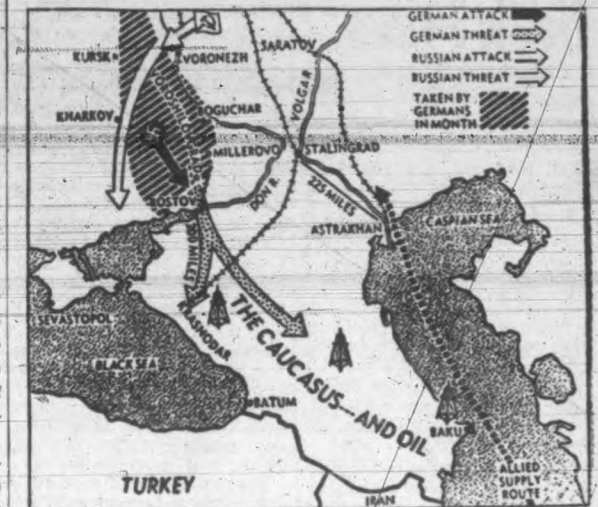 GERMAN ATTACK
GERMAN THREAT
RUSSIAN ATTACK
RUSSIAN THREAT
TAKEN BY
GERMANS
IN MONTH
KURSK
VORONEZH
SARATOV
VOLGA R.
KHARKOV
BOGUCHAR
MILLEROVO
STALINGRAD
DON R.
225 MILES
ROSTOV
ASTRAKHAN
CASPIAN SEA
KRASNODAR
SEVASTOPOL
BLACK SEA
THE CAUCASUS---AND OIL
BATUM
BAKU
TURKEY
IRAN
ALLIED
SUPPLY
ROUTE